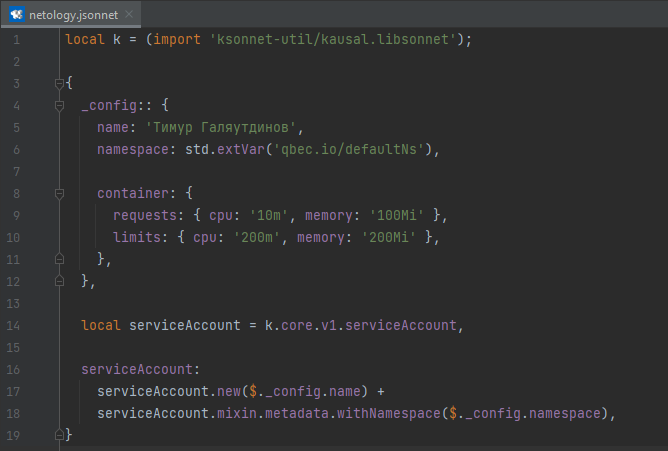 netology.jsonnet
1 local k = (import 'ksonnet-util/kausal.libsonnet');
2
3 {
4   _config:: {
5     name: 'Тимур Галяутдинов',
6     namespace: std.extVar('qbec.io/defaultNs'),
7
8     container: {
9       requests: { cpu: '10m', memory: '100Mi' },
10       limits: { cpu: '200m', memory: '200Mi' },
11     },
12   },
13
14   local serviceAccount = k.core.v1.serviceAccount,
15
16   serviceAccount:
17     serviceAccount.new($._config.name) +
18     serviceAccount.mixin.metadata.withNamespace($._config.namespace),
19 }